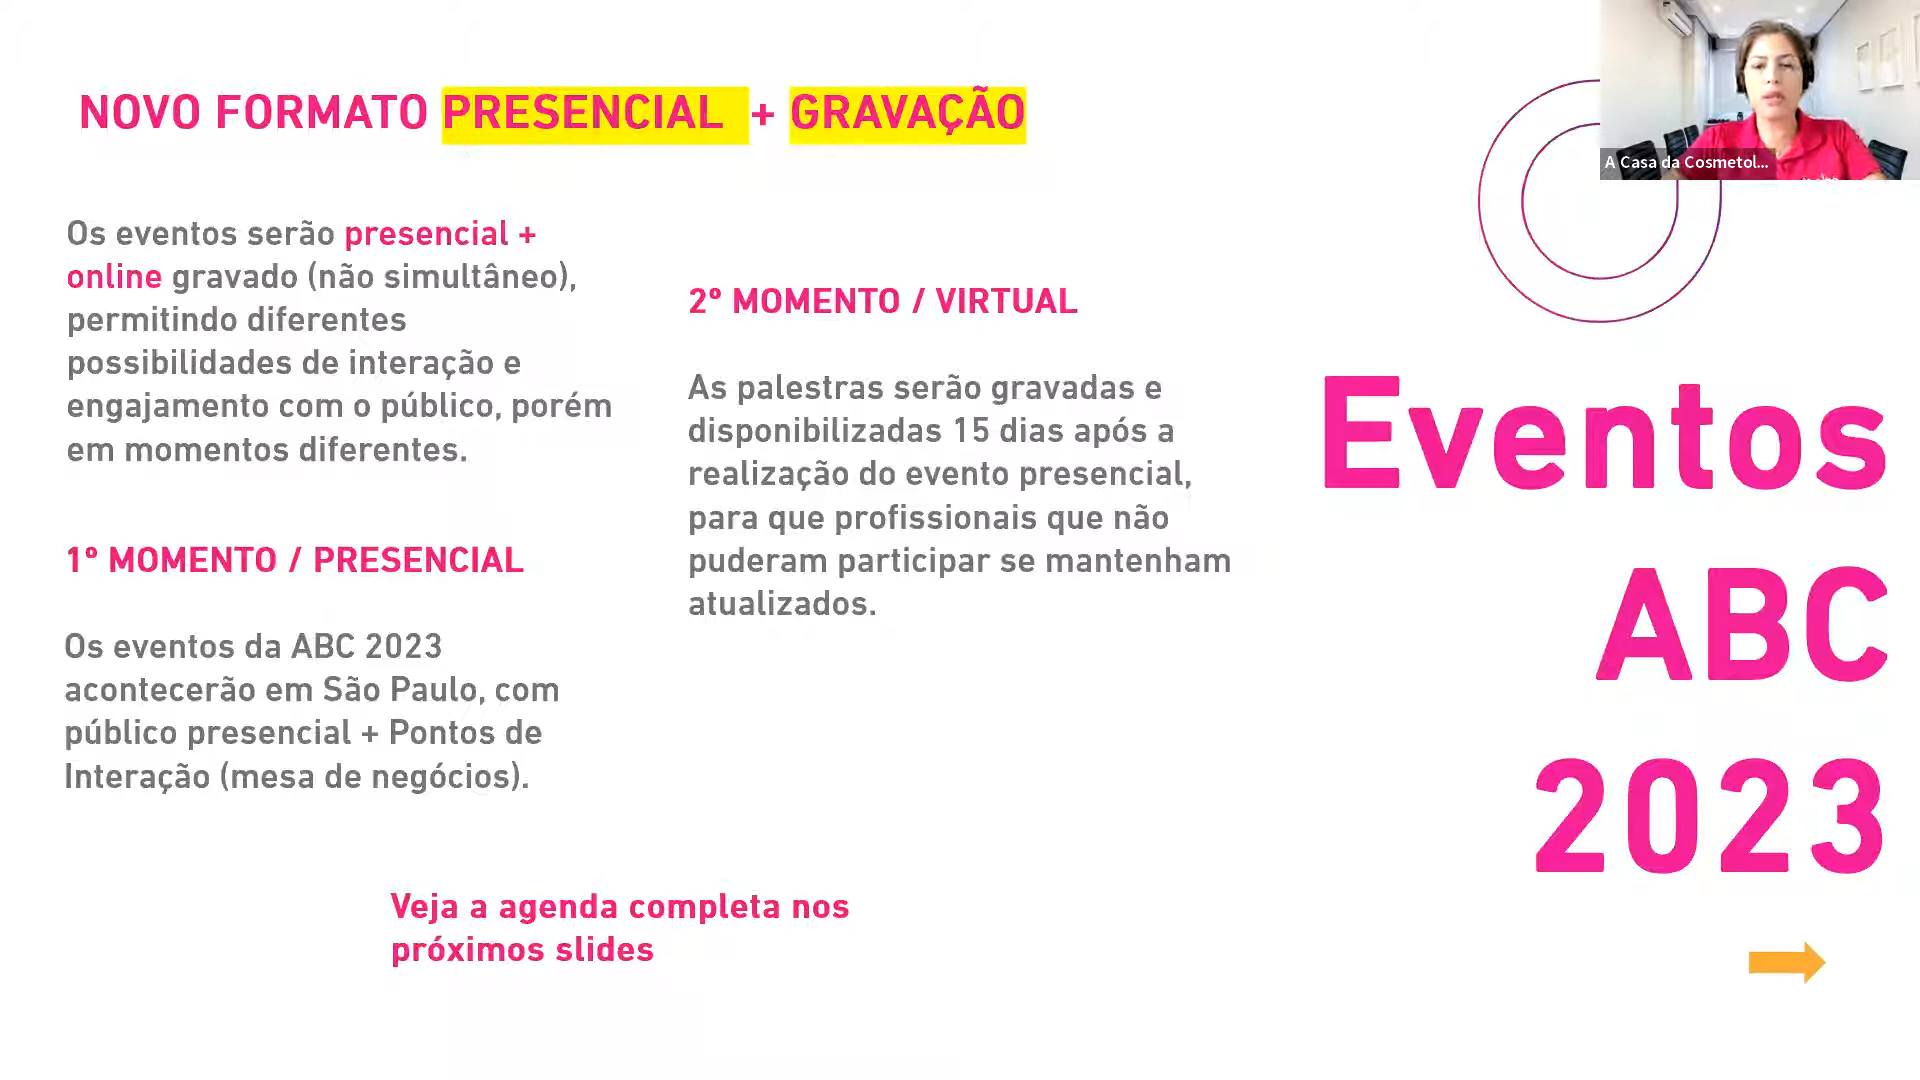 NOVO FORMATO PRESENCIAL + GRAVAÇÃO
Os eventos serão presencial +
online gravado (não simultâneo),
permitindo diferentes
possibilidades de interação e
engajamento com o público, porém
em momentos diferentes.
1º MOMENTO / PRESENCIAL
Os eventos da ABC 2023
acontecerão em São Paulo, com
público presencial + Pontos de
Interação (mesa de negócios).
2º MOMENTO / VIRTUAL
As palestras serão gravadas e
disponibilizadas 15 dias após a
realização do evento presencial,
para que profissionais que não
puderam participar se mantenham
atualizados.
Veja a agenda completa nos
próximos slides
A Casa da Cosmetol...
Eventos
ABC
2023